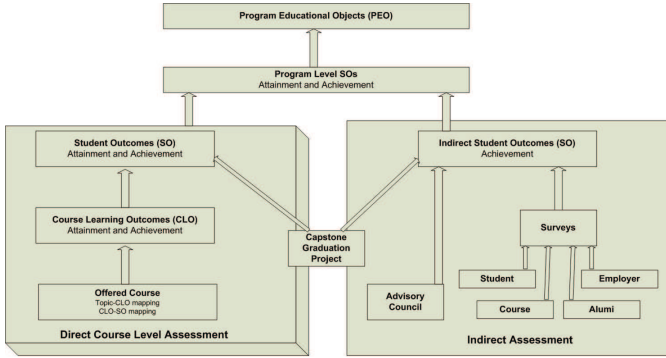 Program Educational Objects (PEO)
Program Level SOs
Attainment and Achievement
Student Outcomes (SO)
Attainment and Achievement
Indirect Student Outcomes (SO)
Achievement
Course Learning Outcomes (CLO)
Attainment and Achievement
Capstone
Graduation
Project
Surveys
Offered Course
Topic-CLO mapping
CLO-SO mapping
Advisory
Council
Student
Employer
Course
Alumi
Direct Course Level Assessment
Indirect Assessment